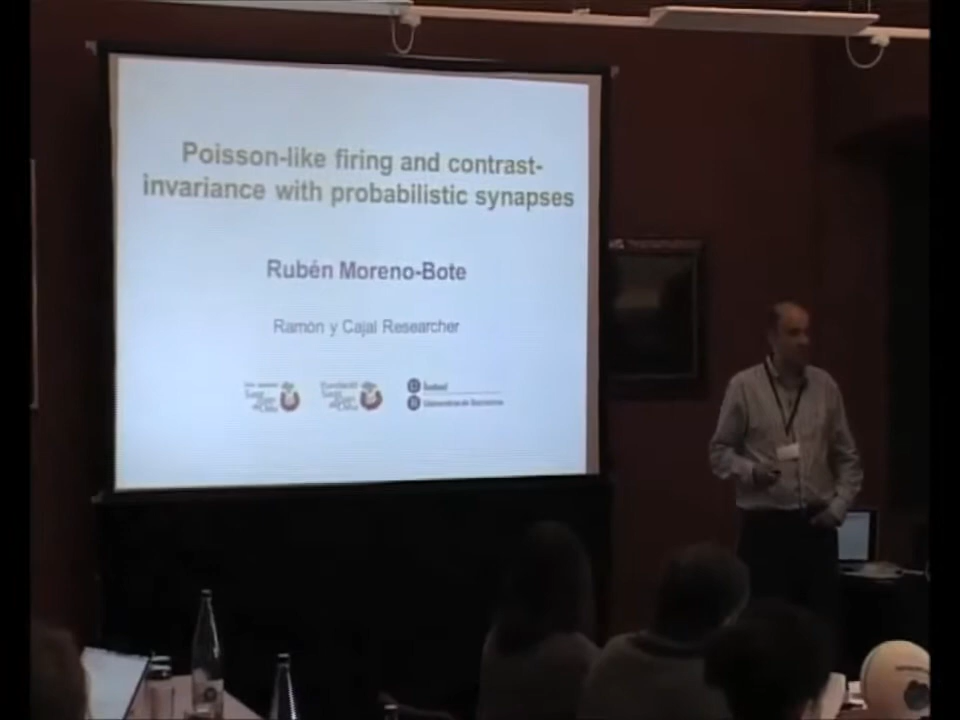 Poisson-like firing and contrast-
invariance with probabilistic synapses
Rubén Moreno-Bote
Ramón y Cajal Researcher